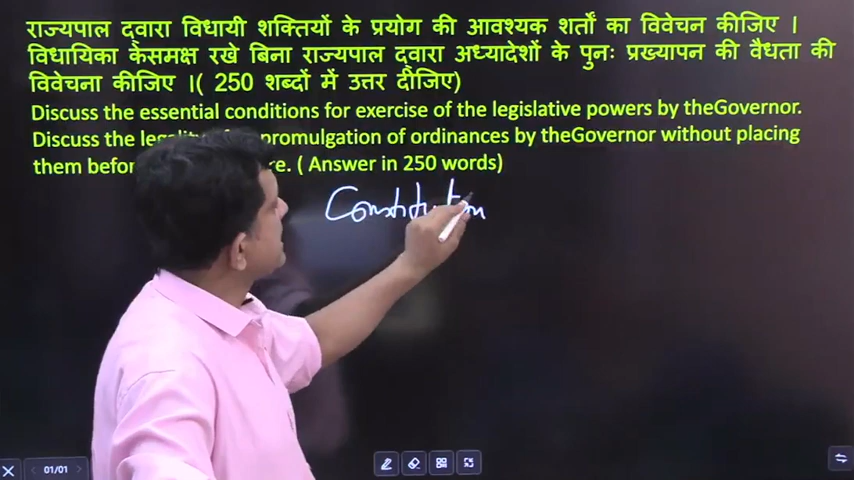 राज्यपाल द्वारा विधायी शक्तियों के प्रयोग की आवश्यक शर्तों का विवेचन कीजिए ।
विधायिका केसमक्ष रखे बिना राज्यपाल द्वारा अध्यादेशों के पुनः प्रख्यापन की वैधता की
विवेचना कीजिए ।( 250 शब्दों में उत्तर दीजिए)
Discuss the essential conditions for exercise of the legislative powers by theGovernor.
Discuss the of ordinances by theGovernor without placing
them ( Answer in 250 words)
01/01